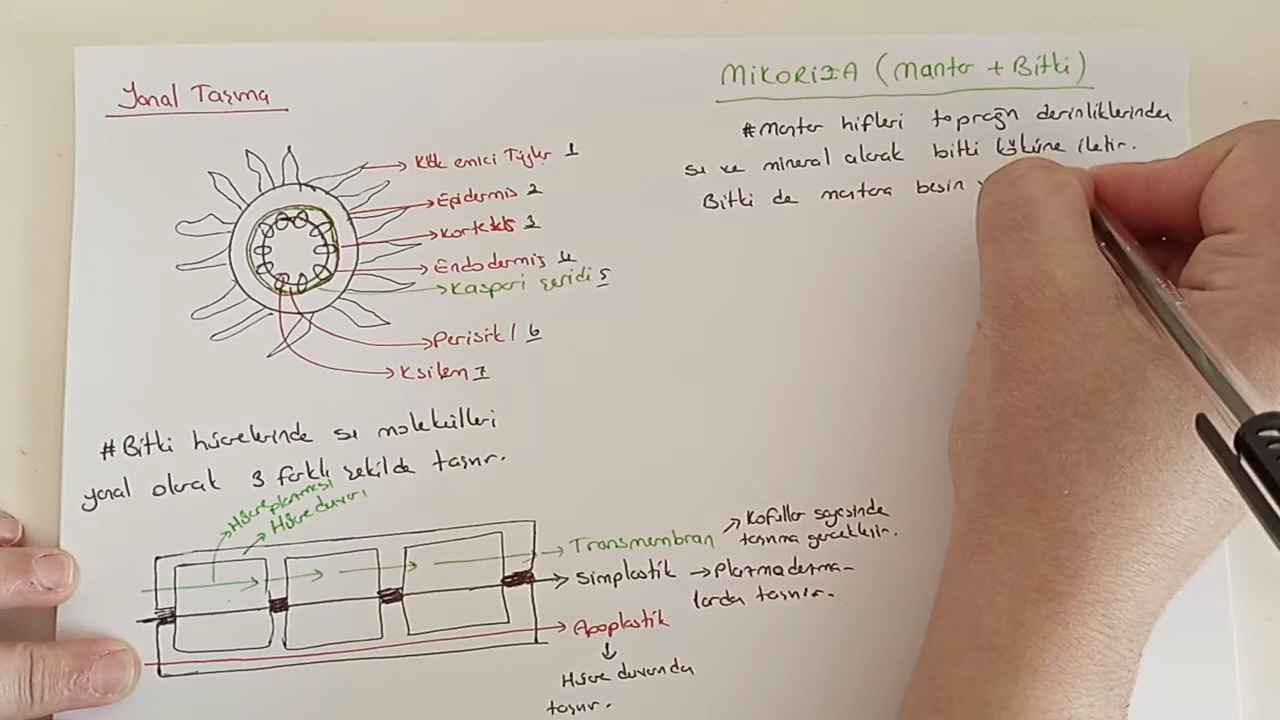 Yanal Taşıma
Kök emici Tüyler 1
Epidermis 2
Korteks 3
Endodermis 4
Kaspari şeridi 5
Perisikl 6
Ksilem 7
# Bitki hücrelerinde su molekülleri
yanal olarak 3 farklı şekilde taşınır.
Hücre plazması
Hücre duvarı
Transmembran
Kofullar sayesinde
taşınma gerçekleşir.
Simplastik
Plazmodezma-
larda taşınır.
Apoplastik
Hücre duvarında
taşınır.
MİKORİZA (Mantar + Bitki)
# Mantar hifleri toprağın derinliklerinden
su ve mineral alarak bitki köküne iletir.
Bitki de mantara besin